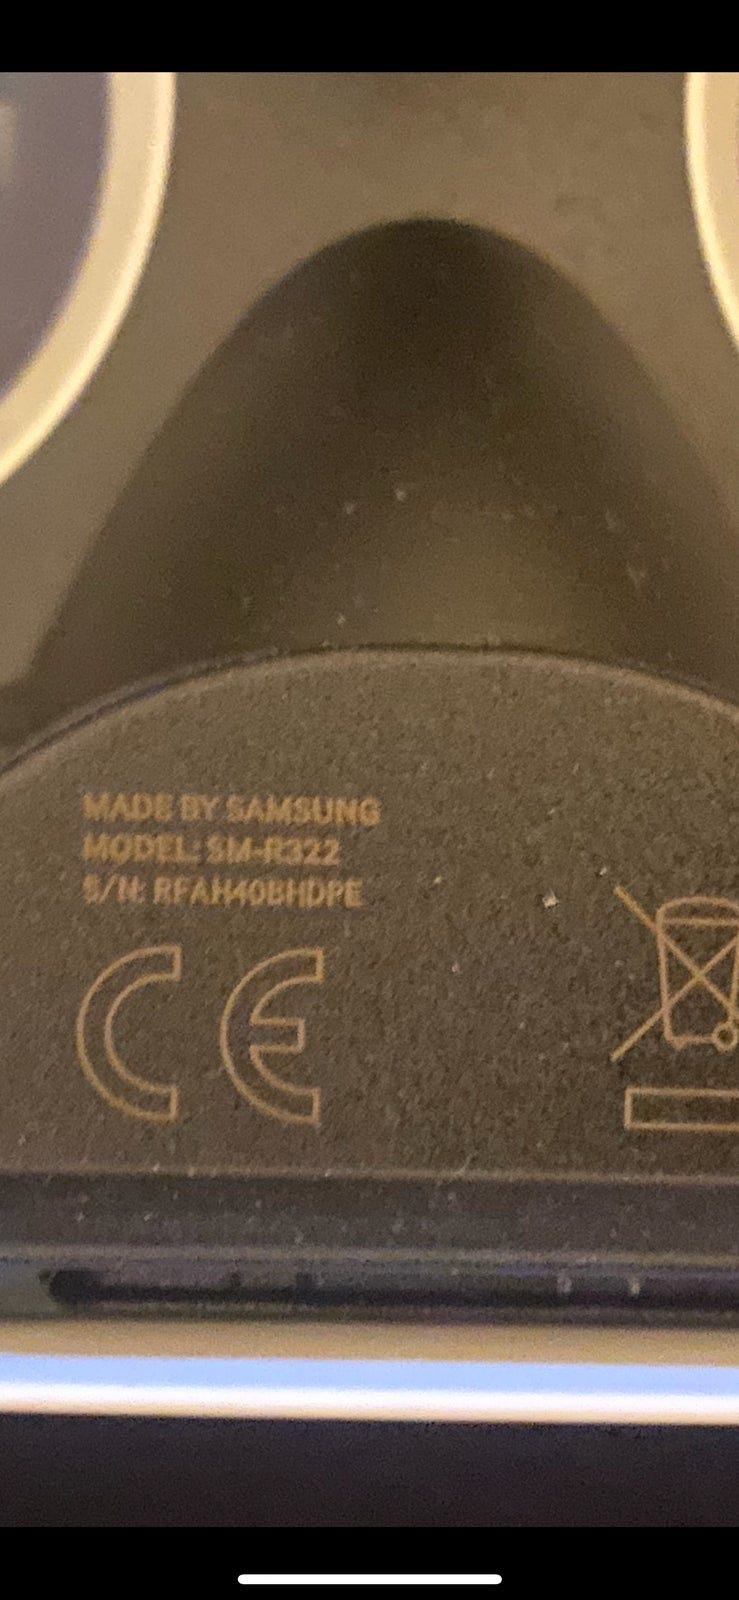 MADE BY SAMSUNG
MODEL: SM-R322
S/N: RFAH40BHDPE
CE